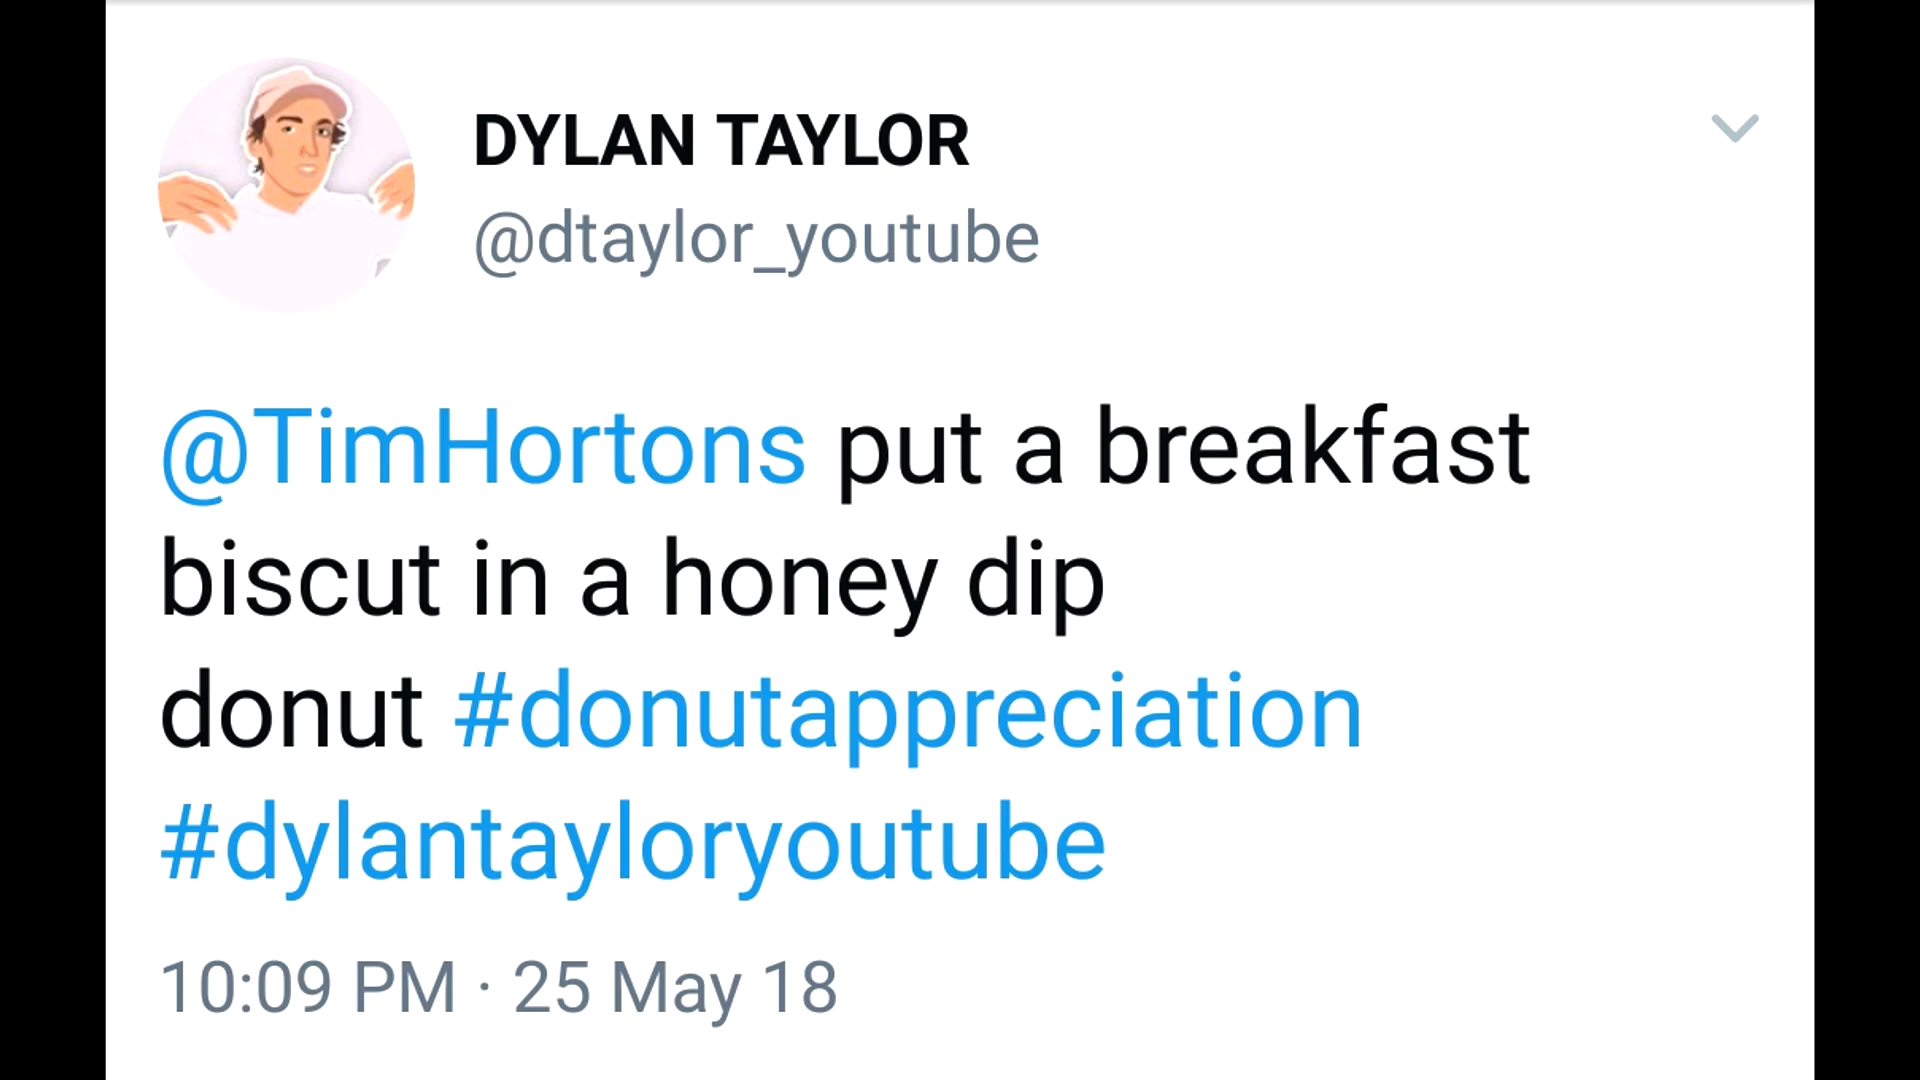 DYLAN TAYLOR
@dtaylor_youtube
@TimHortons put a breakfast
biscut in a honey dip
donut #donutappreciation
#dylantayloryoutube
10:09 PM · 25 May 18